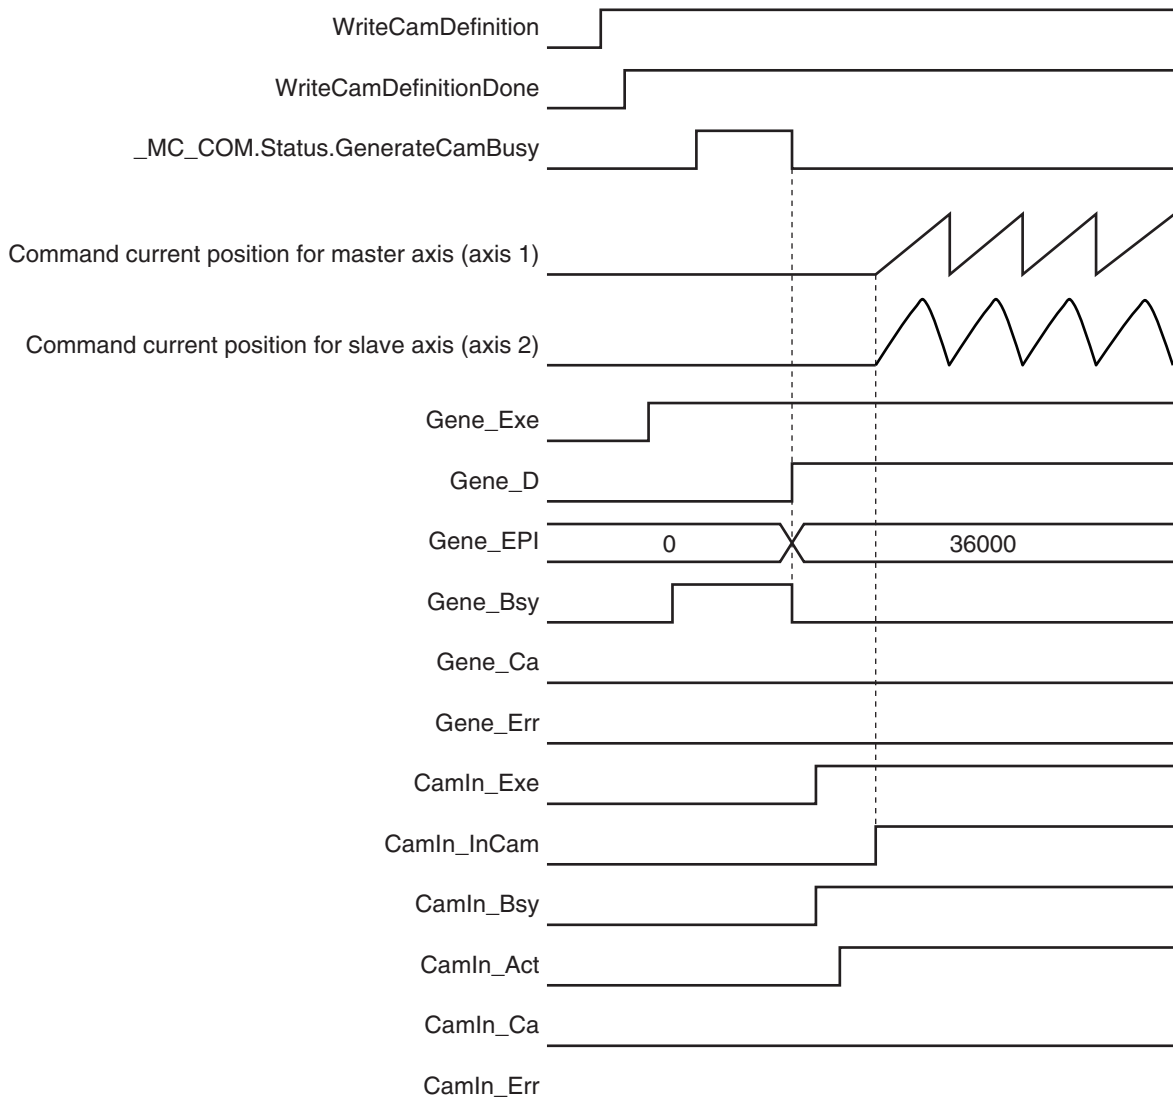 WriteCamDefinition
WriteCamDefinitionDone
_MC_COM.Status.GenerateCamBusy
Command current position for master axis (axis 1)
Command current position for slave axis (axis 2)
Gene_Exe
Gene_D
Gene_EPI 0 36000
Gene_Bsy
Gene_Ca
Gene_Err
CamIn_Exe
CamIn_InCam
CamIn_Bsy
CamIn_Act
CamIn_Ca
CamIn_Err